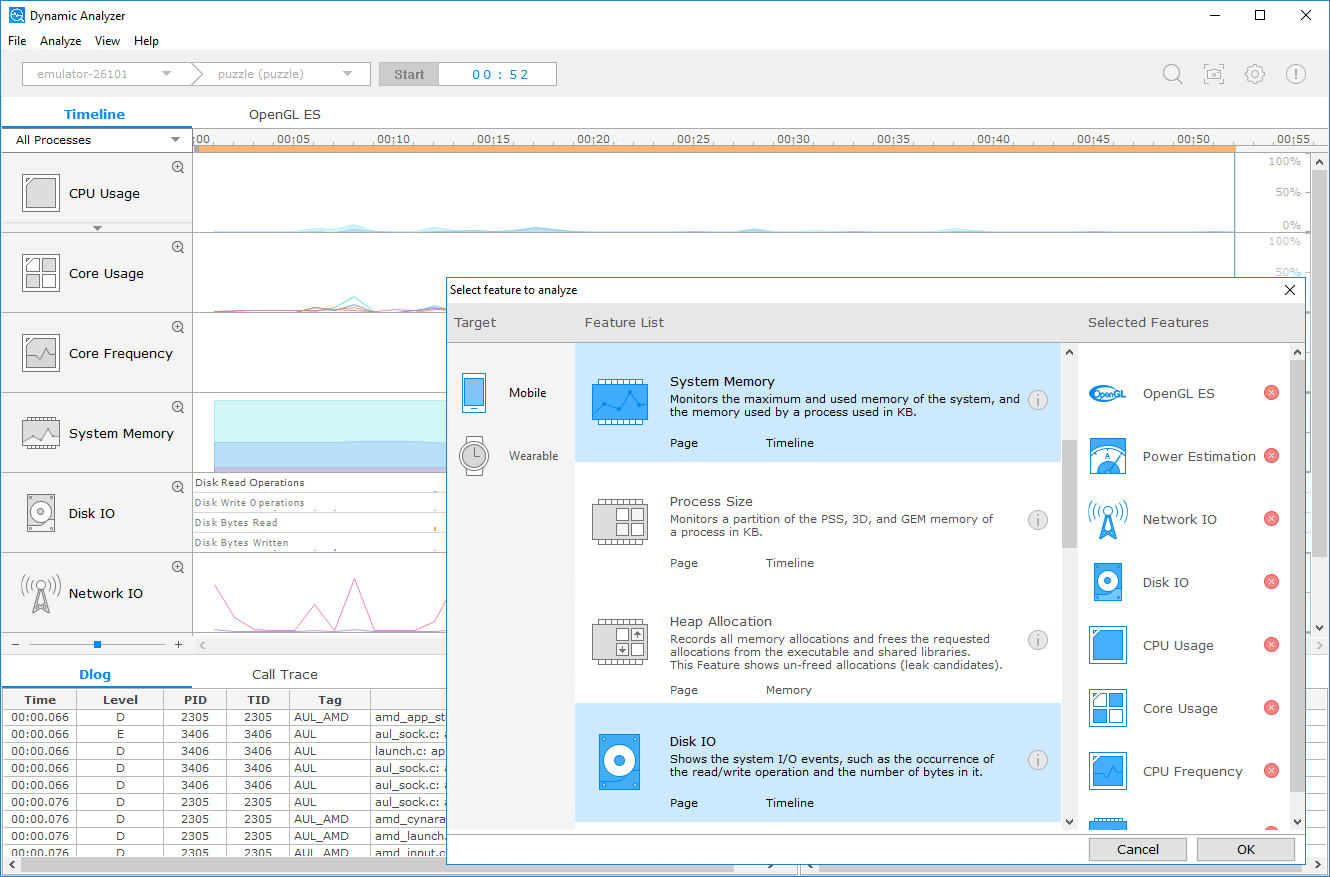 Dynamic Analyzer
File Analyze View Help
emulator-26101 puzzle (puzzle) Start 00 : 52
Timeline OpenGL ES
All Processes :00 00:05 00:10 00:15 00:20 00:25 00:30 00:35 00:40 00:45 00:50 00:55
CPU Usage
100%
50%
0%
Core Usage
100%
50%
Core Frequency
System Memory
Disk IO
Disk Read Operations
Disk Write Operations
Disk Bytes Read
Disk Bytes Written
Network IO
Dlog Call Trace
Time Level PID TID Tag
00:00.066 D 2305 2305 AUL_AMD amd_app_st
00:00.066 E 3406 3406 AUL aul_sock.c: a
00:00.066 D 3406 3406 AUL launch.c: ap
00:00.066 D 3406 3406 AUL aul_sock.c: a
00:00.066 D 3406 3406 AUL aul_sock.c: a
00:00.076 D 2305 2305 AUL aul_sock.c: a
00:00.076 D 2305 2305 AUL_AMD amd_cynara
00:00.076 D 2305 2305 AUL_AMD amd_launch.
00:00.076 D 2305 2305 AUL_AMD amd_input.c
Select feature to analyze
Target Feature List Selected Features
Mobile
Wearable
System Memory
Monitors the maximum and used memory of the system, and
the memory used by a process used in KB.
Page Timeline
Process Size
Monitors a partition of the PSS, 3D, and GEM memory of
a process in KB.
Page Timeline
Heap Allocation
Records all memory allocations and frees the requested
allocations from the executable and shared libraries.
This Feature shows un-freed allocations (leak candidates).
Page Memory
Disk IO
Shows the system I/O events, such as the occurrence of
the read/write operation and the number of bytes in it.
Page Timeline
OpenGL OpenGL ES
Power Estimation
Network IO
Disk IO
CPU Usage
Core Usage
CPU Frequency
Cancel OK